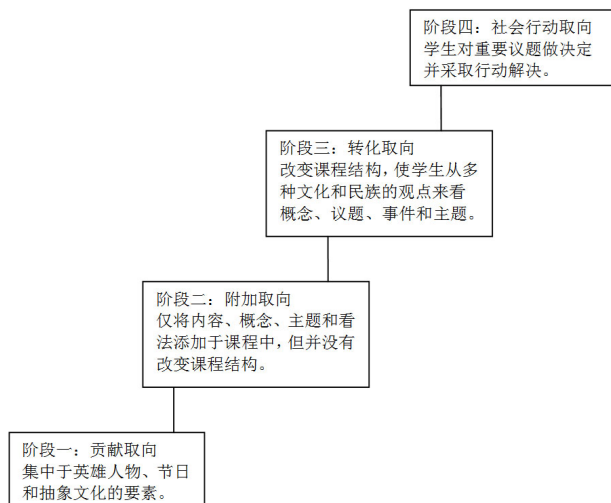 阶段四：社会行动取向
学生对重要议题做决定
并采取行动解决。
阶段三：转化取向
改变课程结构，使学生从多
种文化和民族的观点来看
概念、议题、事件和主题。
阶段二：附加取向
仅将内容、概念、主题和看
法添加于课程中，但并没有
改变课程结构。
阶段一：贡献取向
集中于英雄人物、节日
和抽象文化的要素。